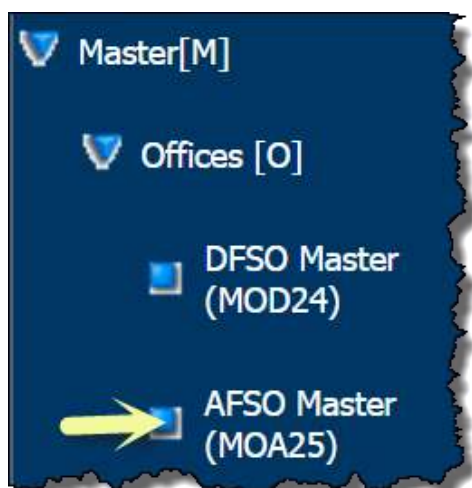 Master[M]
Offices [O]
DFSO Master
(MOD24)
AFSO Master
(MOA25)